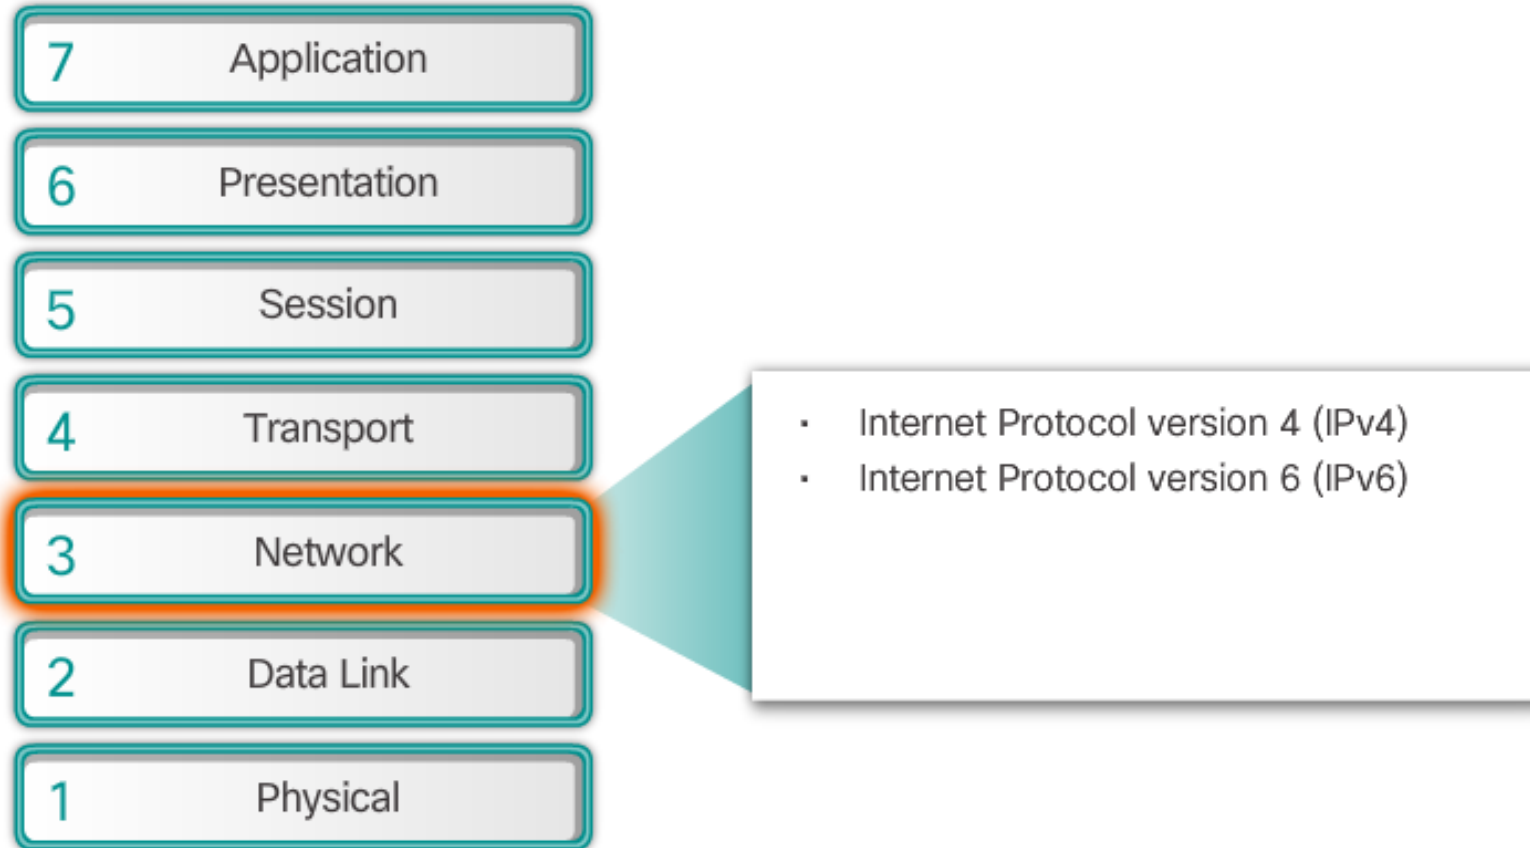 7 Application
6 Presentation
5 Session
4 Transport
3 Network
2 Data Link
1 Physical
· Internet Protocol version 4 (IPv4)
· Internet Protocol version 6 (IPv6)